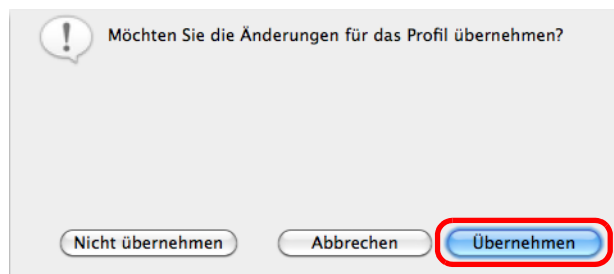 Möchten Sie die Änderungen für das Profil übernehmen?
Nicht übernehmen
Abbrechen
Übernehmen